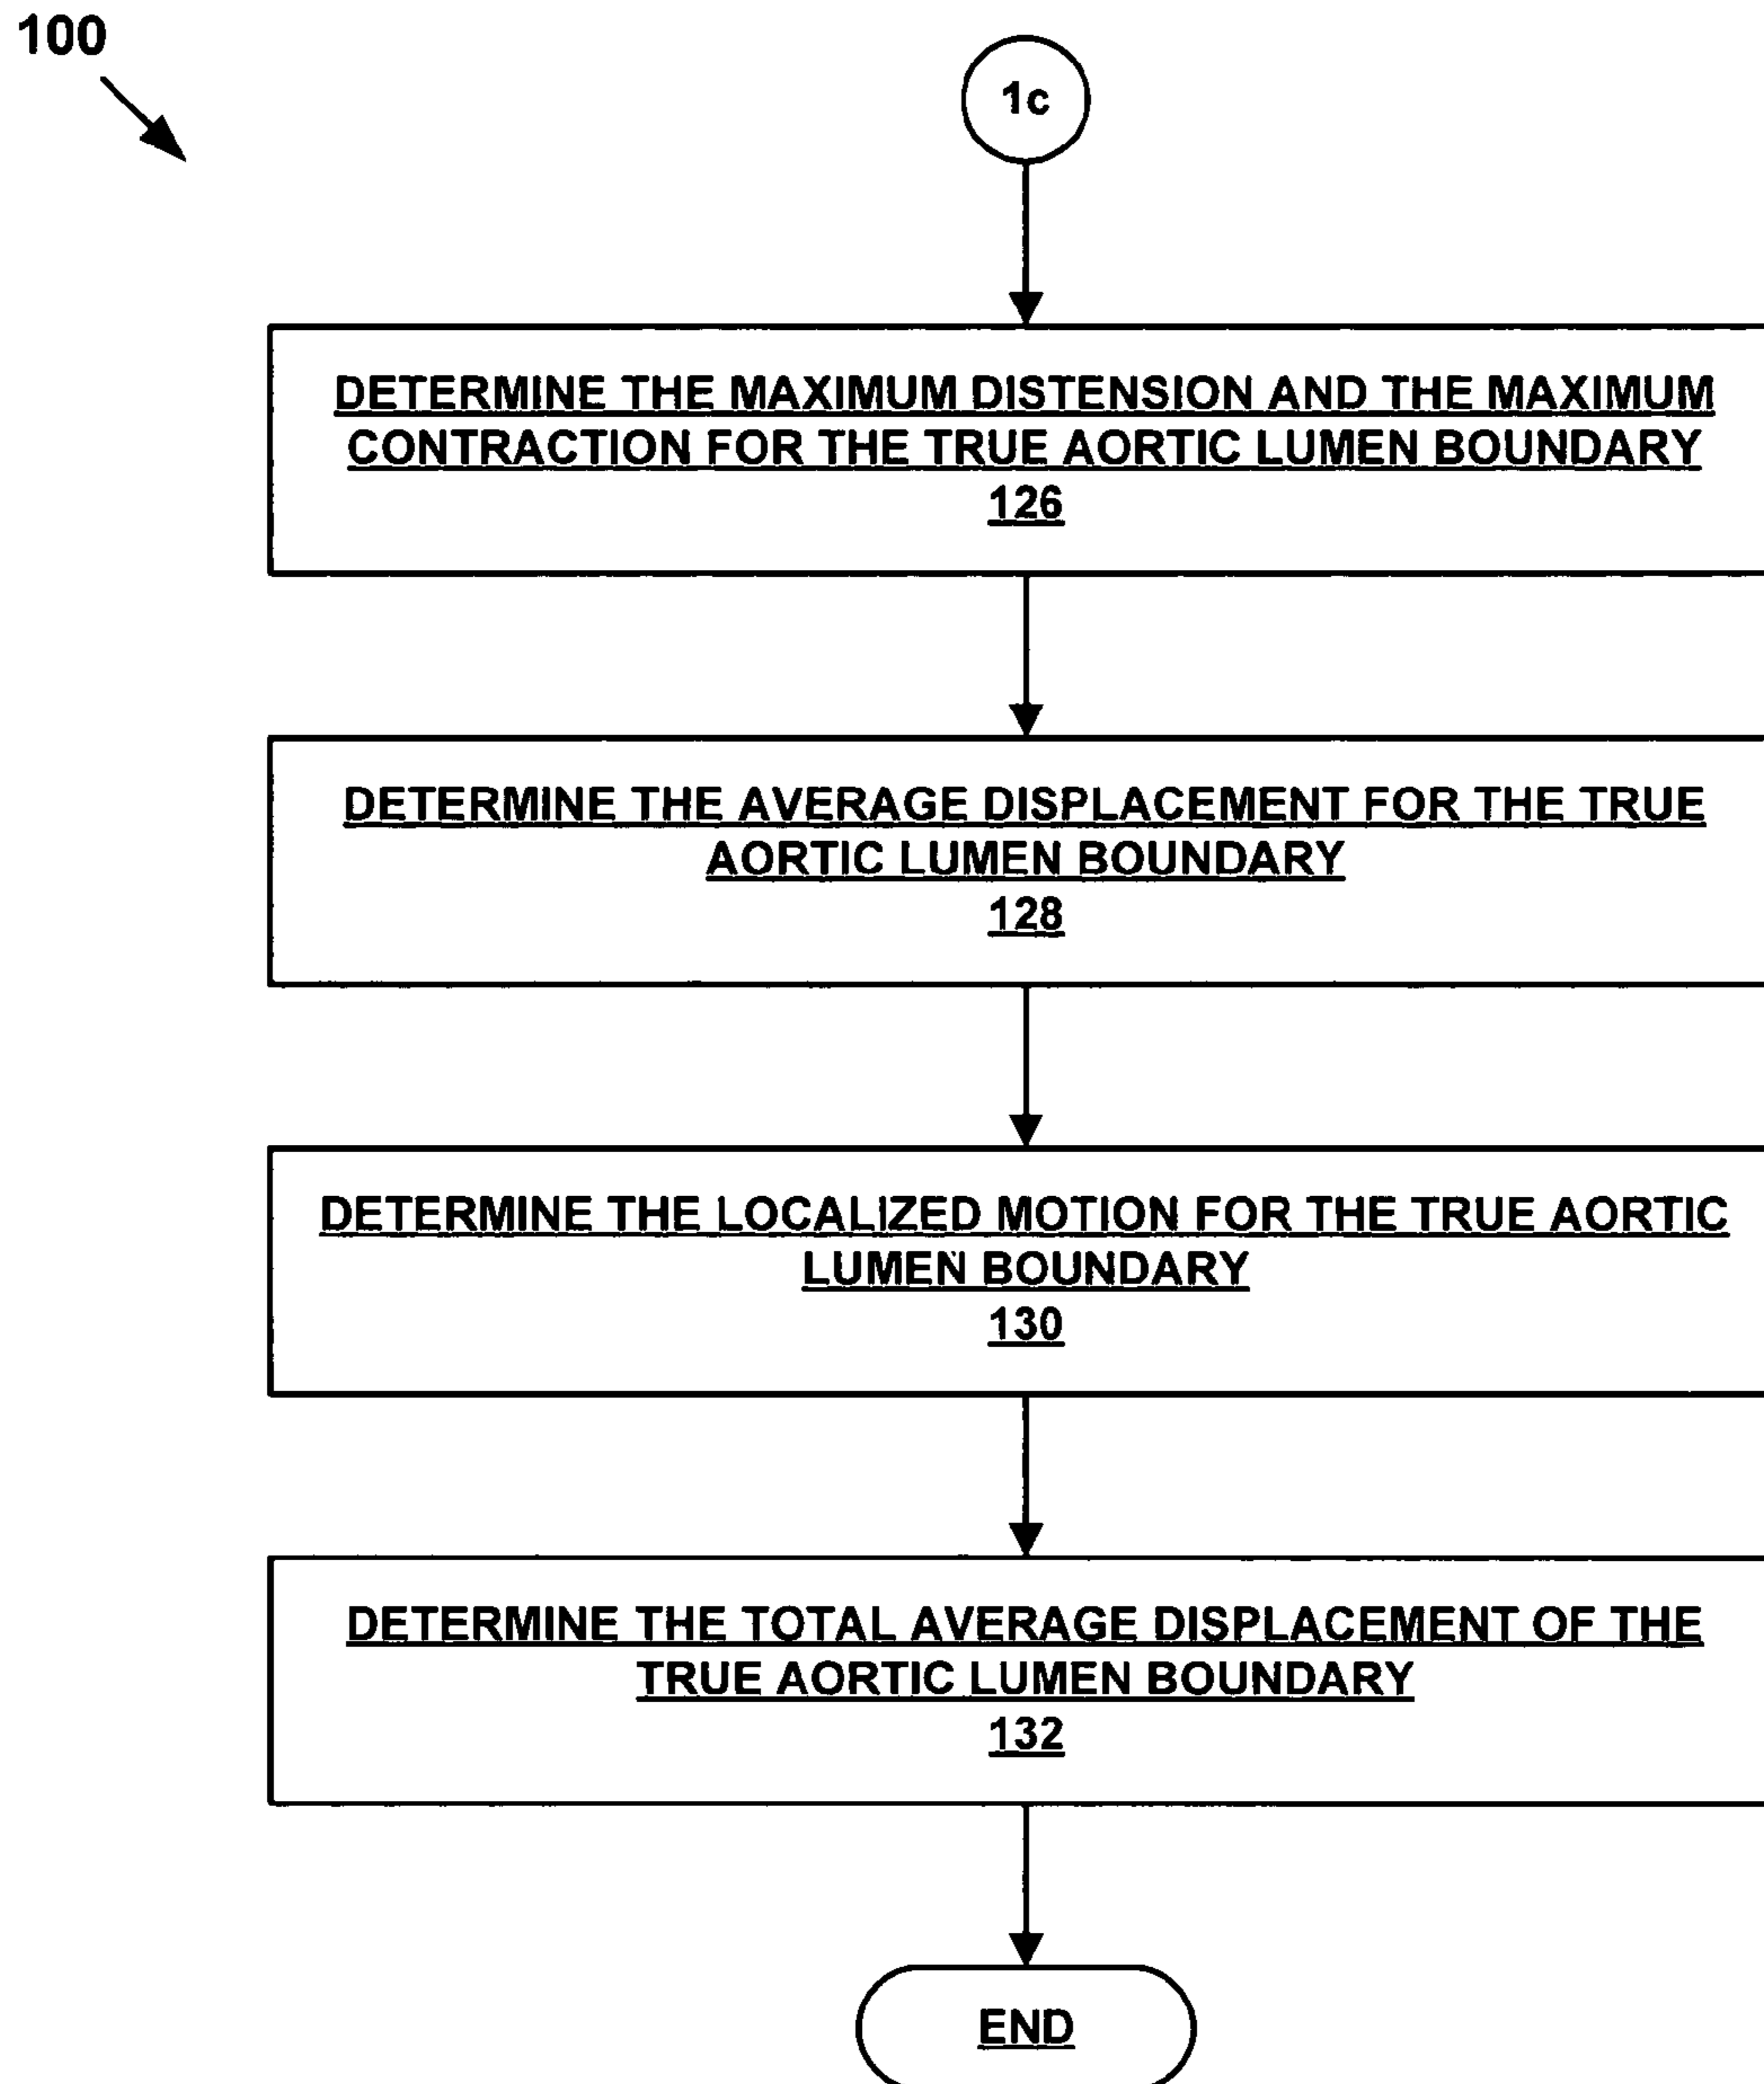 100
1c
DETERMINE THE MAXIMUM DISTENSION AND THE MAXIMUM
CONTRACTION FOR THE TRUE AORTIC LUMEN BOUNDARY
126
DETERMINE THE AVERAGE DISPLACEMENT FOR THE TRUE
AORTIC LUMEN BOUNDARY
128
DETERMINE THE LOCALIZED MOTION FOR THE TRUE AORTIC
LUMEN BOUNDARY
130
DETERMINE THE TOTAL AVERAGE DISPLACEMENT OF THE
TRUE AORTIC LUMEN BOUNDARY
132
END